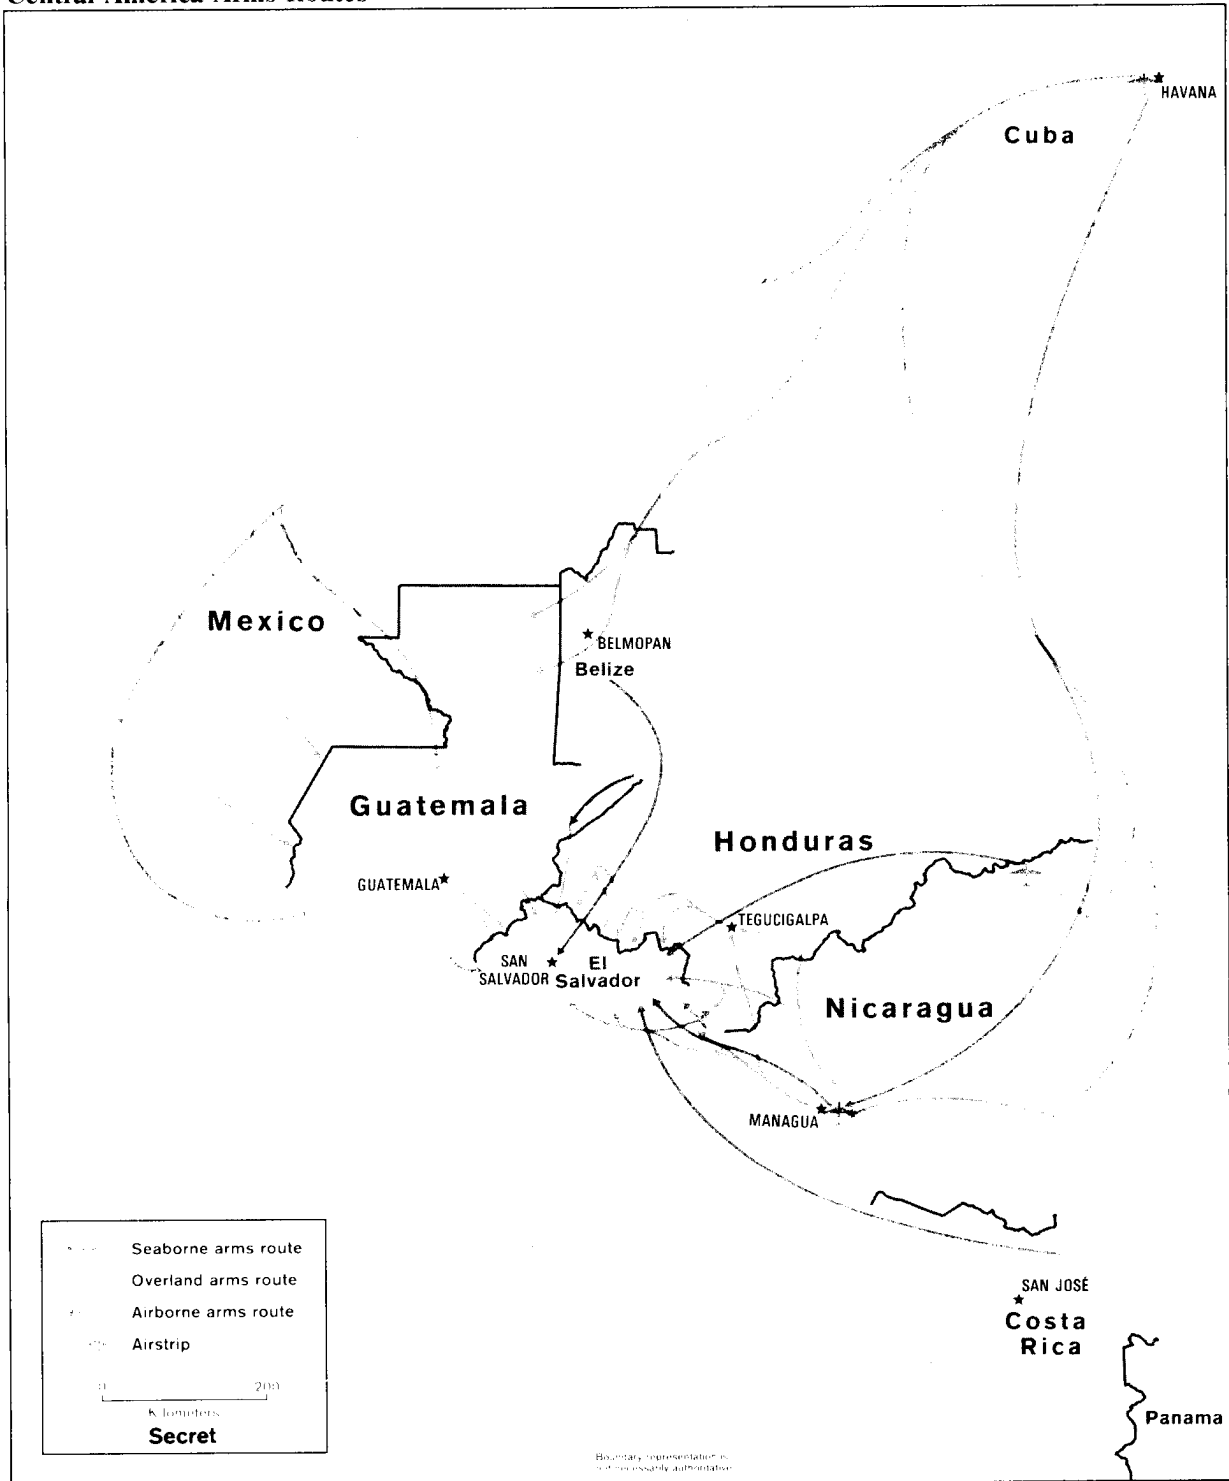 Central America Arms Routes
HAVANA
Cuba
Mexico
BELMOPAN
Belize
Guatemala
Honduras
GUATEMALA
TEGUCIGALPA
SAN
SALVADOR
El
Salvador
Nicaragua
MANAGUA
SAN JOSÉ
Costa
Rica
Panama
Seaborne arms route
Overland arms route
Airborne arms route
Airstrip
0 200
Kilometers
Secret
Boundary representation is
not necessarily authoritative